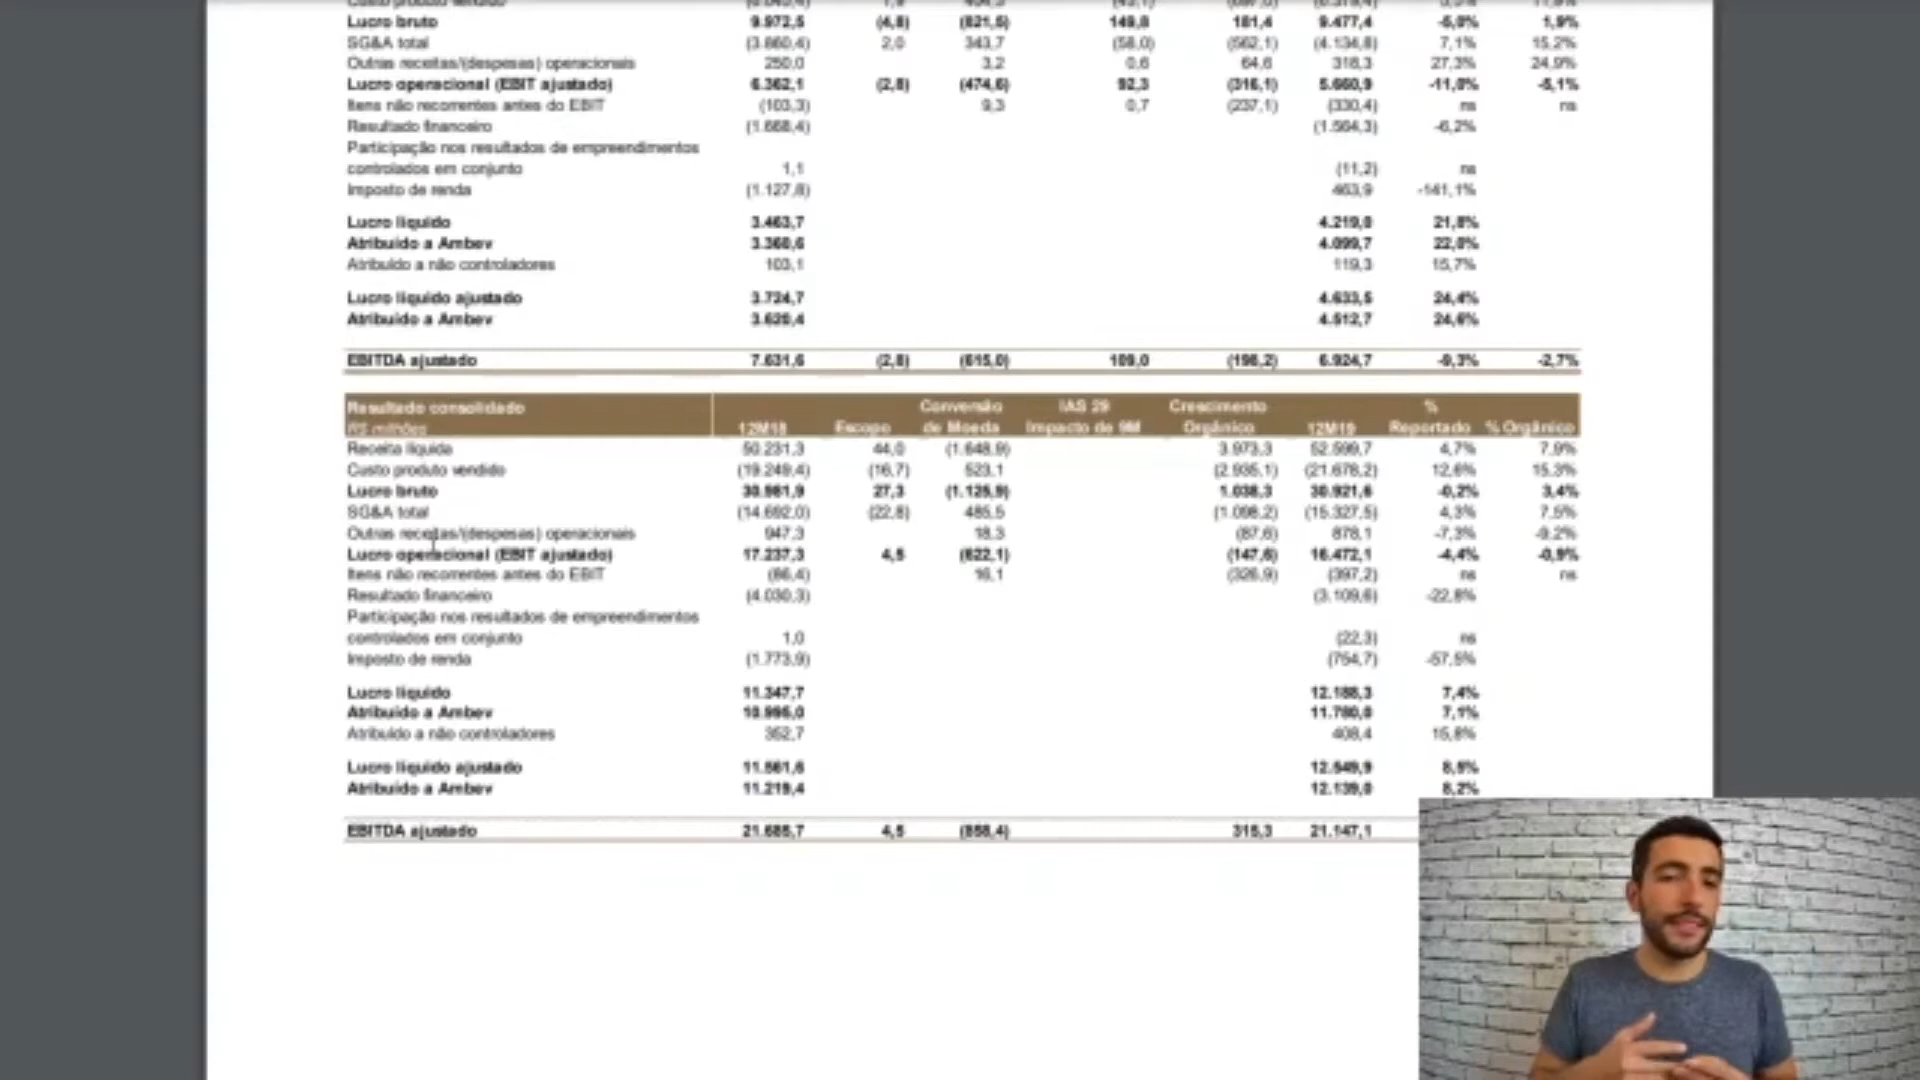 Lucro bruto 9.972,5 (4,8) (821,5) 149,8 181,4 9.477,4 -5,0% 1,9%
SG&A total (3.860,4) 2,0 343,7 (58,0) (562,1) (4.134,8) 7,1% 15,2%
Outras receitas/(despesas) operacionais 250,0 3,2 0,6 64,6 318,3 27,3% 24,9%
Lucro operacional (EBIT ajustado) 6.362,1 (2,8) (474,6) 92,3 (316,1) 5.660,9 -11,0% -5,1%
Itens não recorrentes antes do EBIT (103,3) 9,3 0,7 (237,1) (330,4) ns ns
Resultado financeiro (1.668,4) (1.564,3) -6,2%
Participação nos resultados de empreendimentos
controlados em conjunto 1,1 (11,2) ns
Imposto de renda (1.127,8) 463,9 -141,1%
Lucro líquido 3.463,7 4.219,0 21,8%
Atribuído a Ambev 3.360,6 4.099,7 22,0%
Atribuído a não controladores 103,1 119,3 15,7%
Lucro líquido ajustado 3.724,7 4.633,5 24,4%
Atribuído a Ambev 3.620,4 4.512,7 24,6%
EBITDA ajustado 7.631,6 (2,8) (615,0) 109,0 (198,2) 6.924,7 -9,3% -2,7%
Resultado consolidado Conversão IAS 29 Crescimento %
R$ milhões 12M18 Escopo de Moeda Impacto de 9M Orgânico 12M19 Reportado % Orgânico
Receita líquida 50.231,3 44,0 (1.648,9) 3.973,3 52.599,7 4,7% 7,9%
Custo produto vendido (19.249,4) (16,7) 523,1 (2.935,1) (21.678,2) 12,6% 15,3%
Lucro bruto 30.981,9 27,3 (1.125,9) 1.038,3 30.921,6 -0,2% 3,4%
SG&A total (14.692,0) (22,8) 485,5 (1.098,2) (15.327,5) 4,3% 7,5%
Outras receitas/(despesas) operacionais 947,3 18,3 (87,6) 878,1 -7,3% -9,2%
Lucro operacional (EBIT ajustado) 17.237,3 4,5 (622,1) (147,6) 16.472,1 -4,4% -0,9%
Itens não recorrentes antes do EBIT (86,4) 16,1 (326,9) (397,2) ns ns
Resultado financeiro (4.030,3) (3.109,6) -22,8%
Participação nos resultados de empreendimentos
controlados em conjunto 1,0 (22,3) ns
Imposto de renda (1.773,9) (754,7) -57,5%
Lucro líquido 11.347,7 12.188,3 7,4%
Atribuído a Ambev 10.995,0 11.780,0 7,1%
Atribuído a não controladores 352,7 408,4 15,8%
Lucro líquido ajustado 11.561,6 12.549,9 8,5%
Atribuído a Ambev 11.219,4 12.139,0 8,2%
EBITDA ajustado 21.685,7 4,5 (858,4) 315,3 21.147,1